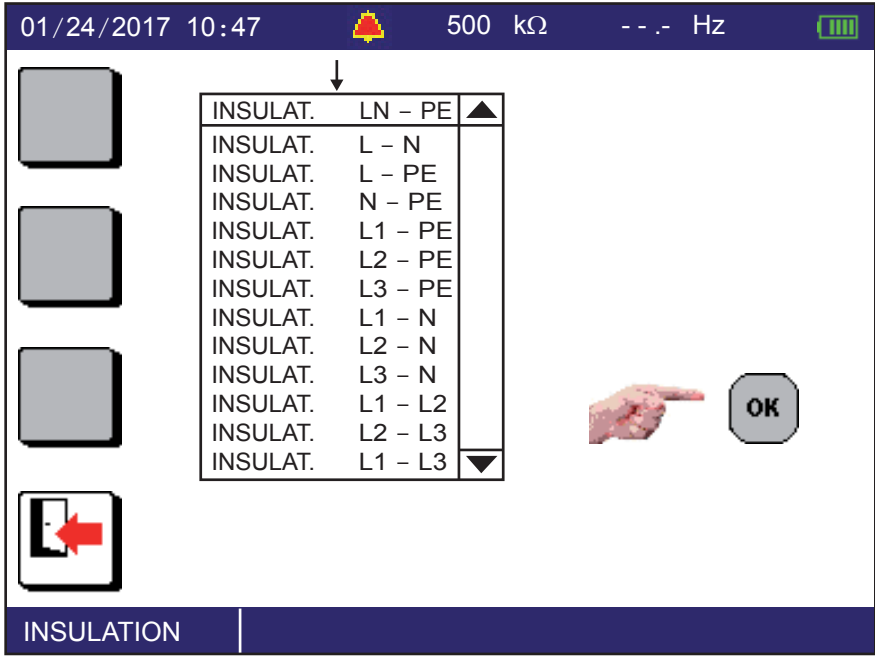 01/24/2017 10:47 500 kΩ - - .- Hz
INSULAT. LN – PE
INSULAT. L – N
INSULAT. L – PE
INSULAT. N – PE
INSULAT. L1 – PE
INSULAT. L2 – PE
INSULAT. L3 – PE
INSULAT. L1 – N
INSULAT. L2 – N
INSULAT. L3 – N
INSULAT. L1 – L2
INSULAT. L2 – L3
INSULAT. L1 – L3
OK
INSULATION